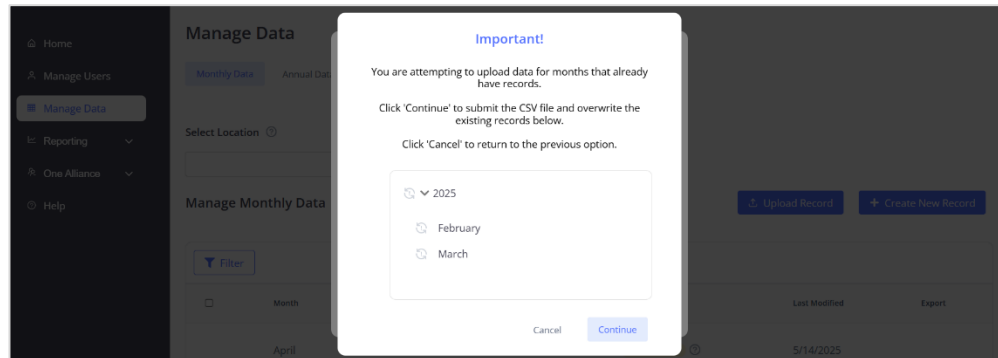 Home
Manage Users
Manage Data
Reporting
One Alliance
Help
Manage Data
Monthly Data Annual Dat
Select Location
Manage Monthly Data
Upload Record
+ Create New Record
Filter
Month Last Modified Export
April 5/14/2025
Important!
You are attempting to upload data for months that already
have records.
Click 'Continue' to submit the CSV file and overwrite the
existing records below.
Click 'Cancel' to return to the previous option.
2025
February
March
Cancel Continue